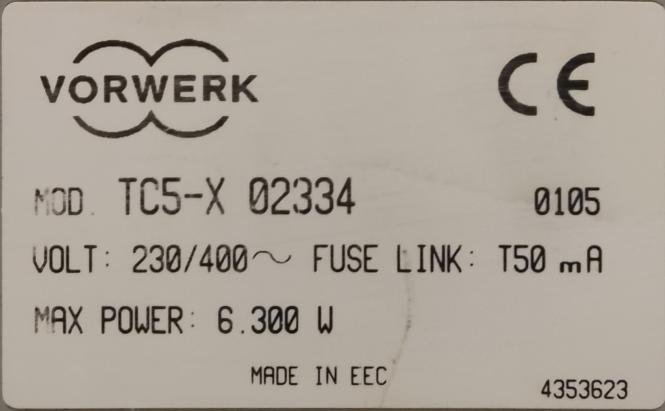 VORWERK
CE
MOD. TC5-X 02334 0105
VOLT: 230/400~ FUSE LINK: T50 mA
MAX POWER: 6.300 W
MADE IN EEC
4353623